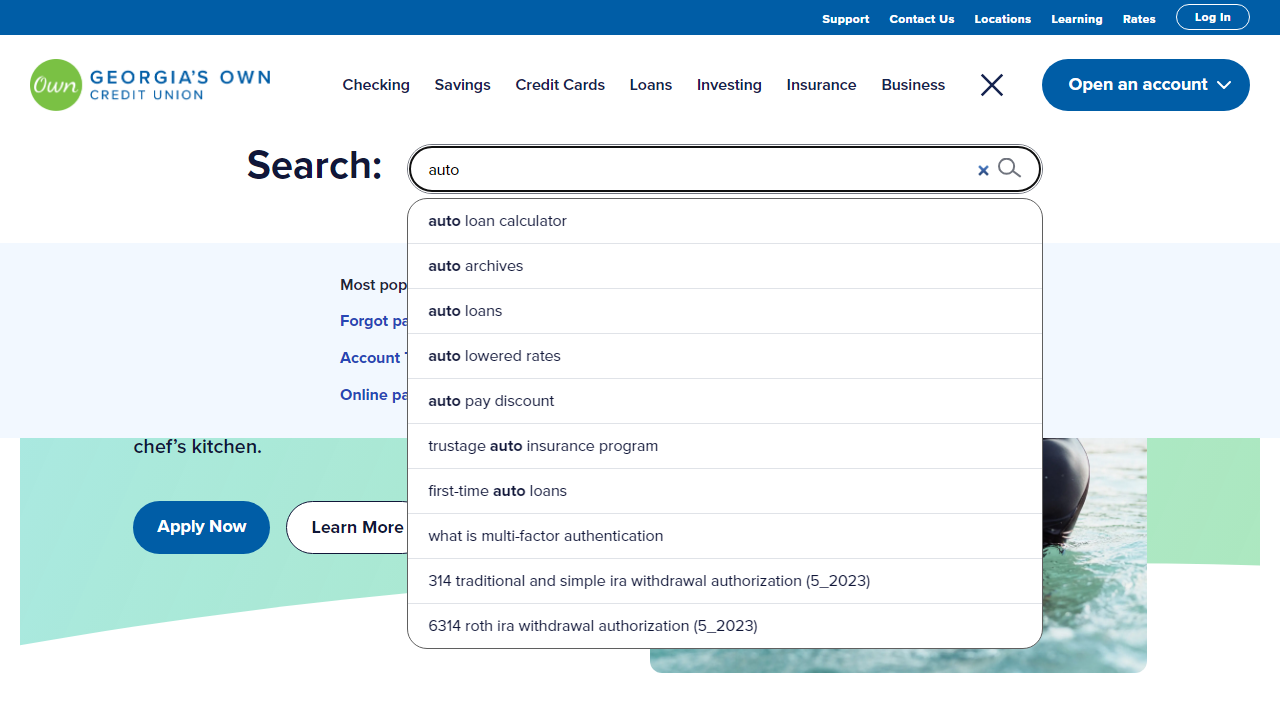 Support Contact Us Locations Learning Rates Log In
Own GEORGIA'S OWN
CREDIT UNION
Checking Savings Credit Cards Loans Investing Insurance Business Open an account
Search: auto
auto loan calculator
auto archives
Most pop
auto loans
Forgot pa
auto lowered rates
Account
auto pay discount
Online pa
trustage auto insurance program
chef's kitchen.
first-time auto loans
Apply Now Learn More
what is multi-factor authentication
314 traditional and simple ira withdrawal authorization (5_2023)
6314 roth ira withdrawal authorization (5_2023)